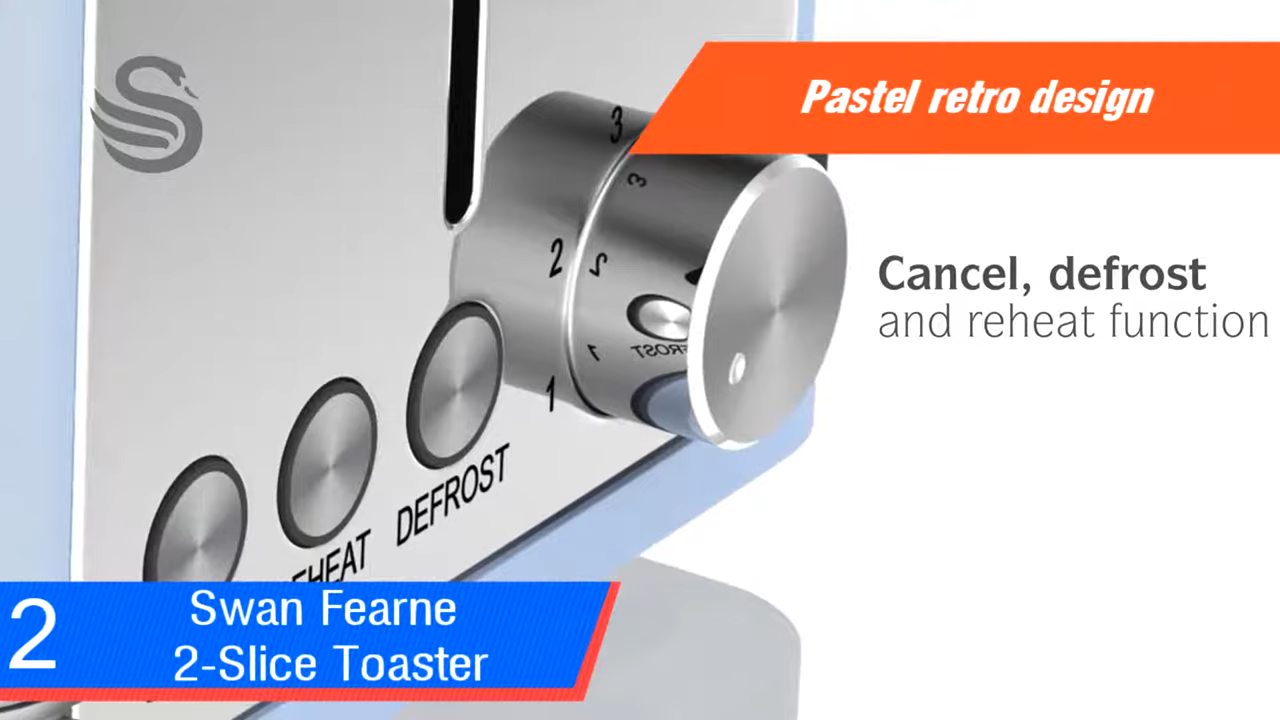 Pastel retro design
Cancel, defrost
and reheat function
3
3
2
2
1
1
DEFROST
2
Swan Fearne
2-Slice Toaster